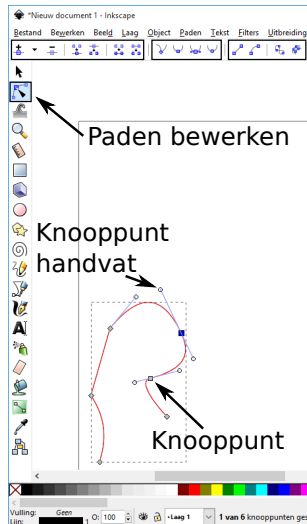 *Nieuw document 1 - Inkscape
Bestand Bewerken Beeld Laag Object Paden Tekst Filters Uitbreiding
Paden bewerken
Knooppunt
handvat
Knooppunt
Vulling: Geen
Lijn: 1 O: 100 •Laag 1 1 van 6 knooppunten